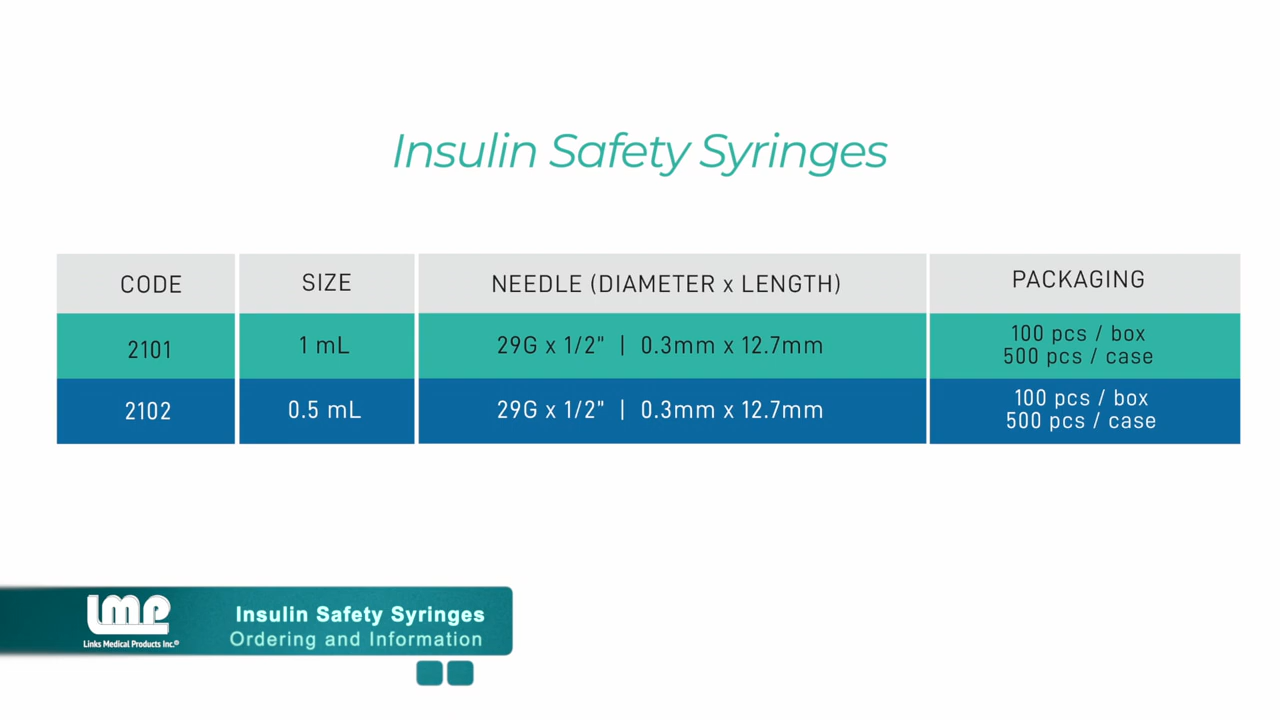 Insulin Safety Syringes
CODE SIZE NEEDLE (DIAMETER x LENGTH) PACKAGING
2101 1 mL 29G x 1/2" | 0.3mm x 12.7mm 100 pcs / box
500 pcs / case
2102 0.5 mL 29G x 1/2" | 0.3mm x 12.7mm 100 pcs / box
500 pcs / case
LMP
Links Medical Products Inc.®
Insulin Safety Syringes
Ordering and Information